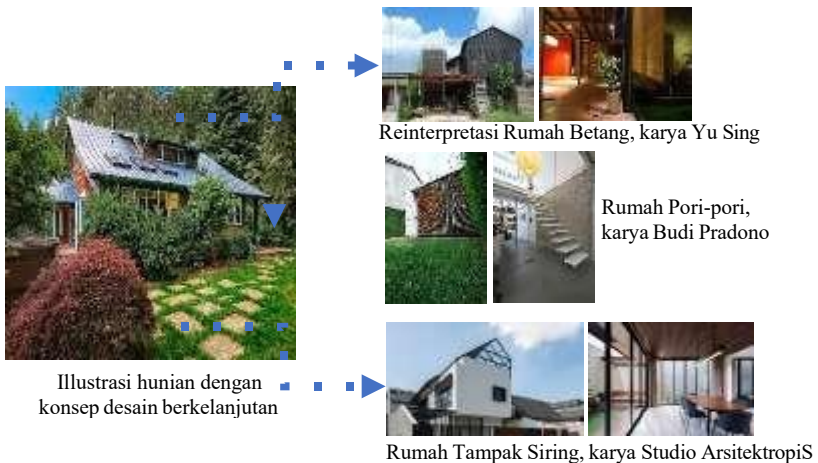 Reinterpretasi Rumah Betang, karya Yu Sing
Rumah Pori-pori,
karya Budi Pradono
Illustrasi hunian dengan
konsep desain berkelanjutan
Rumah Tampak Siring, karya Studio ArsitektropiS